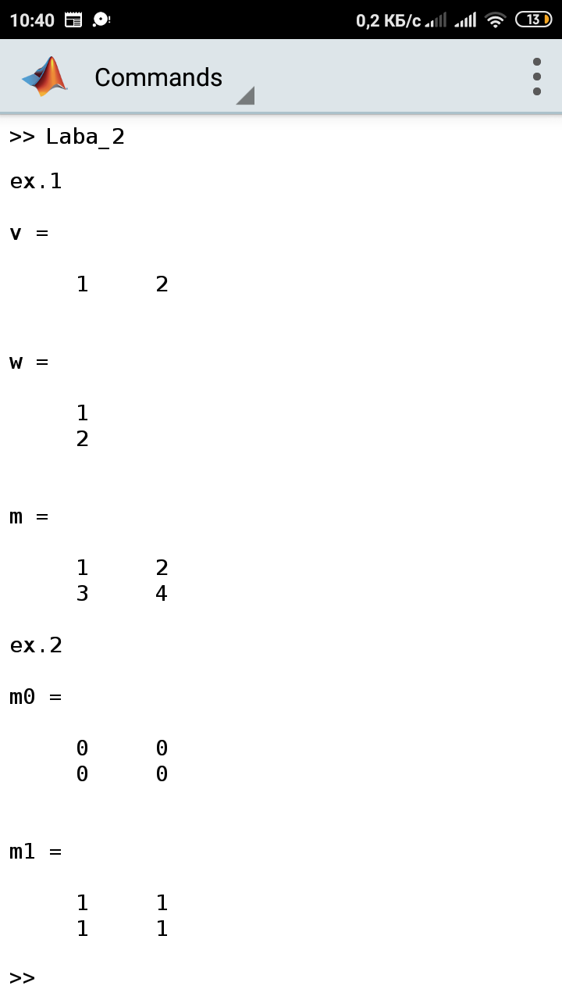 10:40 0,2 КБ/с 13
Commands
>> Laba_2
ex.1
v =
1 2
w =
1
2
m =
1 2
3 4
ex.2
m0 =
0 0
0 0
m1 =
1 1
1 1
>>